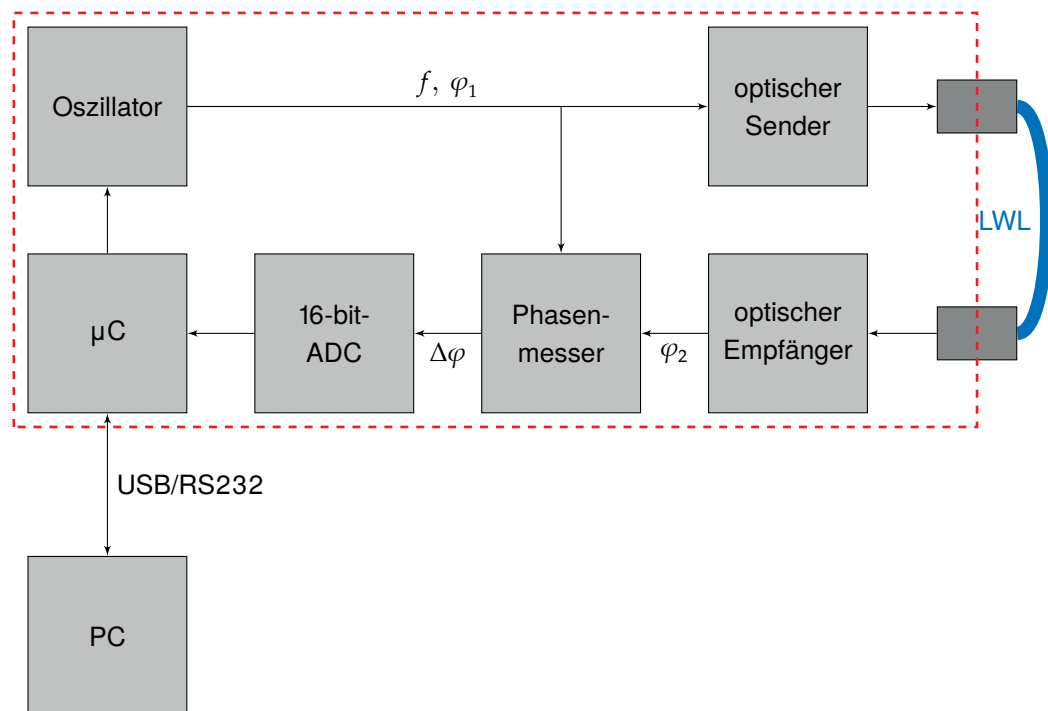 f, φ₁
Oszillator
optischer
Sender
LWL
µC
16-bit-
ADC
Δφ
Phasen-
messer
φ₂
optischer
Empfänger
USB/RS232
PC